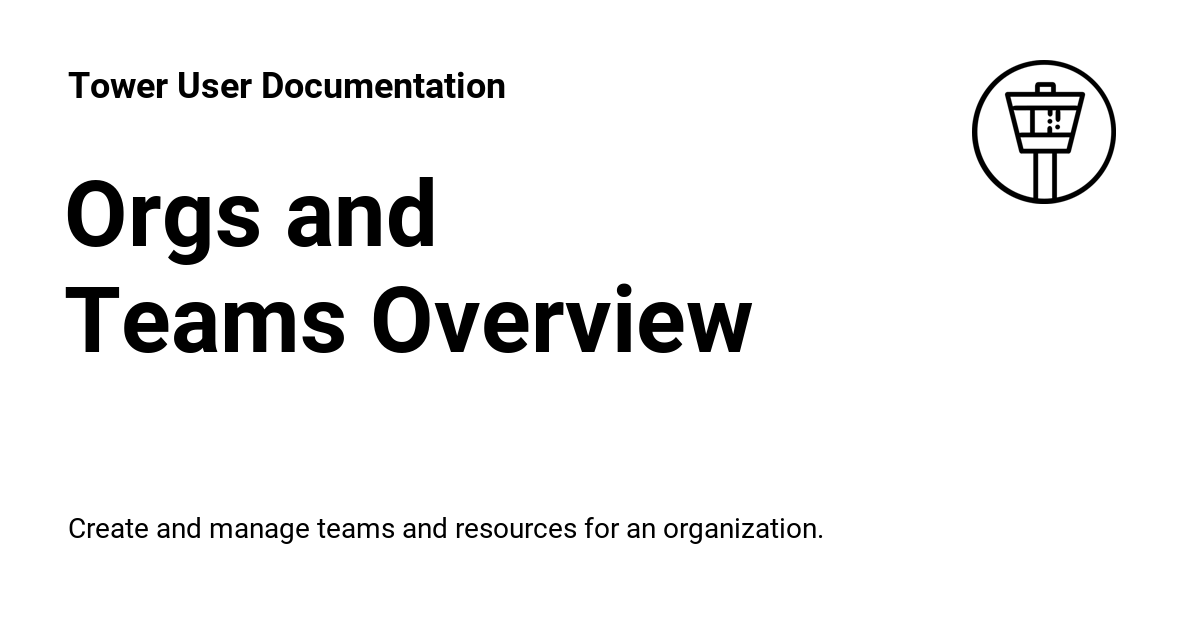 Tower User Documentation
Orgs and
Teams Overview
Create and manage teams and resources for an organization.